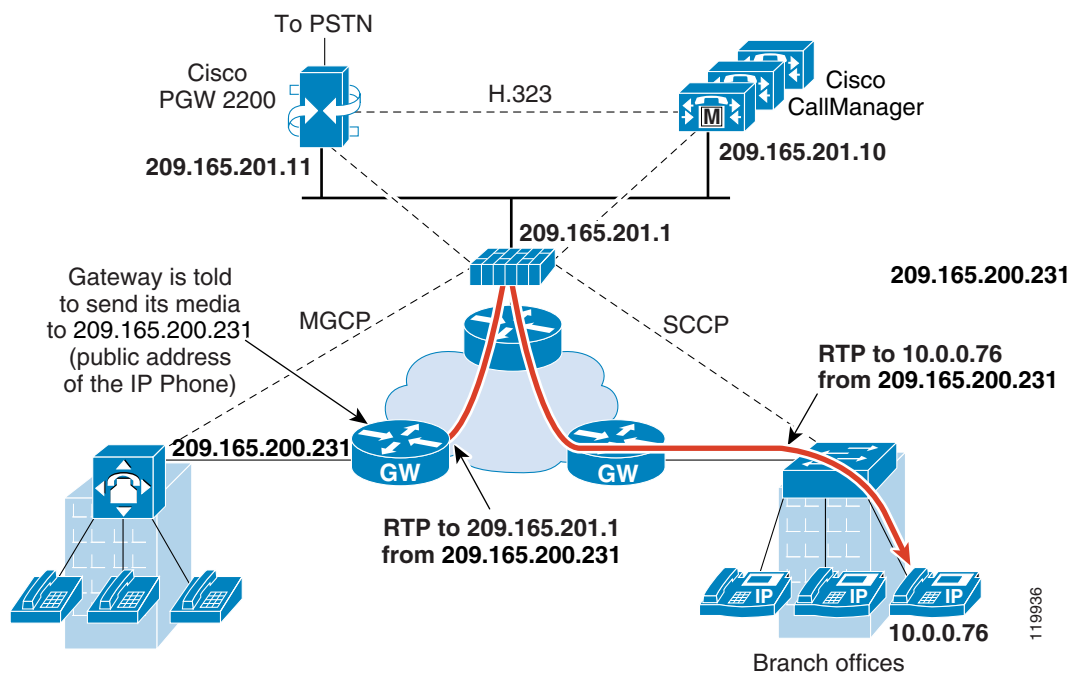 To PSTN
Cisco
PGW 2200
H.323
M
Cisco
CallManager
209.165.201.11
209.165.201.10
209.165.201.1
Gateway is told
to send its media
to 209.165.200.231
(public address
of the IP Phone)
MGCP
SCCP
209.165.200.231
RTP to 10.0.0.76
from 209.165.200.231
209.165.200.231
GW
GW
RTP to 209.165.201.1
from 209.165.200.231
IP
IP
IP
10.0.0.76
Branch offices
119936